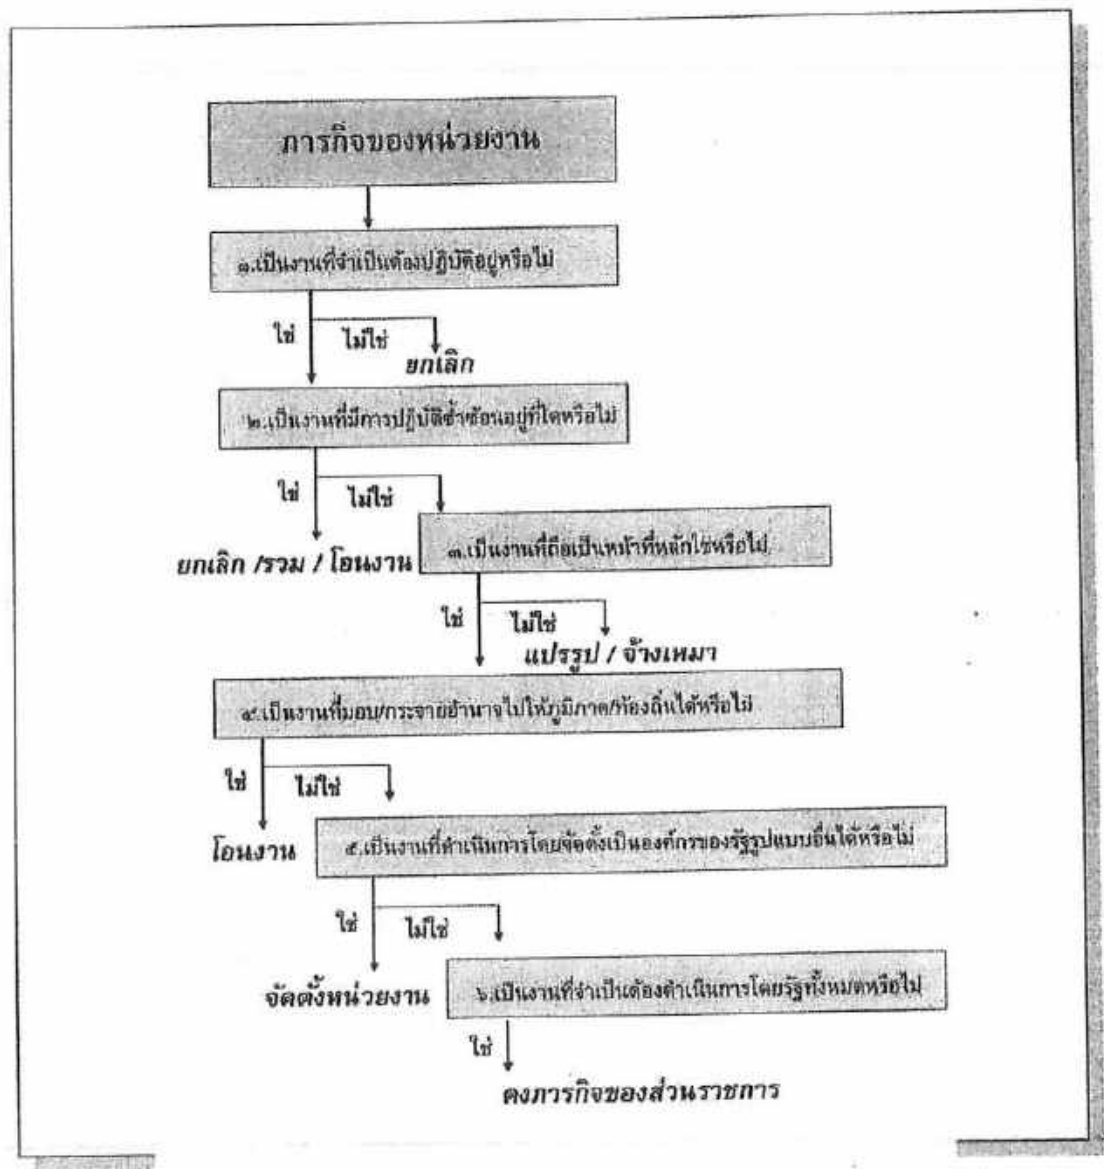 ภารกิจของหน่วยงาน
๑.เป็นงานที่จำเป็นต้องปฏิบัติอยู่หรือไม่
ใช่
ไม่ใช่
ยกเลิก
๒.เป็นงานที่มีการปฏิบัติซ้ำซ้อนอยู่ที่ใดหรือไม่
ใช่
ไม่ใช่
ยกเลิก /รวม / โอนงาน
๓.เป็นงานที่ถือเป็นหน้าที่หลักใช่หรือไม่
ใช่
ไม่ใช่
แปรรูป / จ้างเหมา
๔.เป็นงานที่มอบ/กระจายอำนาจไปให้ภูมิภาค/ท้องถิ่นได้หรือไม่
ใช่
ไม่ใช่
โอนงาน
๕.เป็นงานที่ดำเนินการโดยจัดตั้งเป็นองค์กรของรัฐรูปแบบอื่นได้หรือไม่
ใช่
ไม่ใช่
จัดตั้งหน่วยงาน
๖.เป็นงานที่จำเป็นต้องดำเนินการโดยรัฐทั้งหมดหรือไม่
ใช่
คงภารกิจของส่วนราชการ